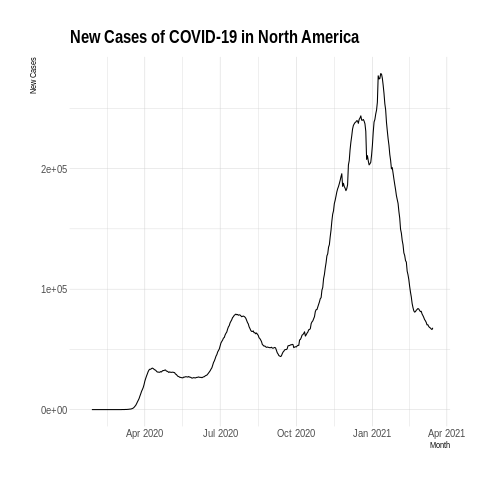 New Cases of COVID-19 in North America
New Cases
2e+05
1e+05
0e+00
Apr 2020 Jul 2020 Oct 2020 Jan 2021 Apr 2021
Month